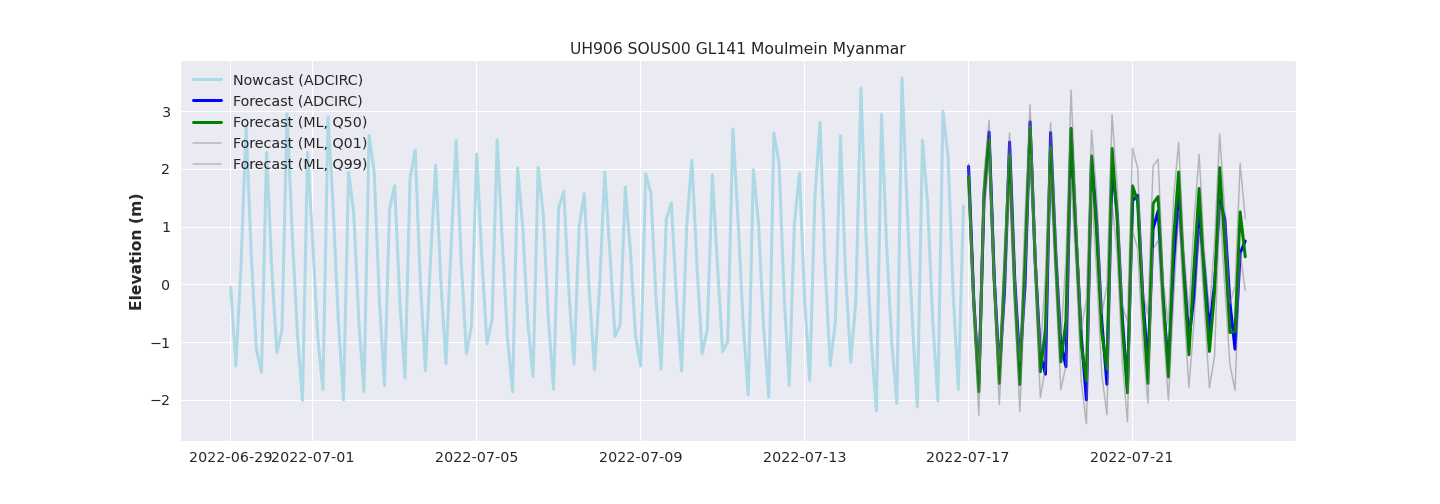 UH906 SOUS00 GL141 Moulmein Myanmar
Nowcast (ADCIRC)
Forecast (ADCIRC)
Forecast (ML, Q50)
Forecast (ML, Q01)
Forecast (ML, Q99)
Elevation (m)
3
2
1
0
−1
−2
2022-06-29
2022-07-01
2022-07-05
2022-07-09
2022-07-13
2022-07-17
2022-07-21